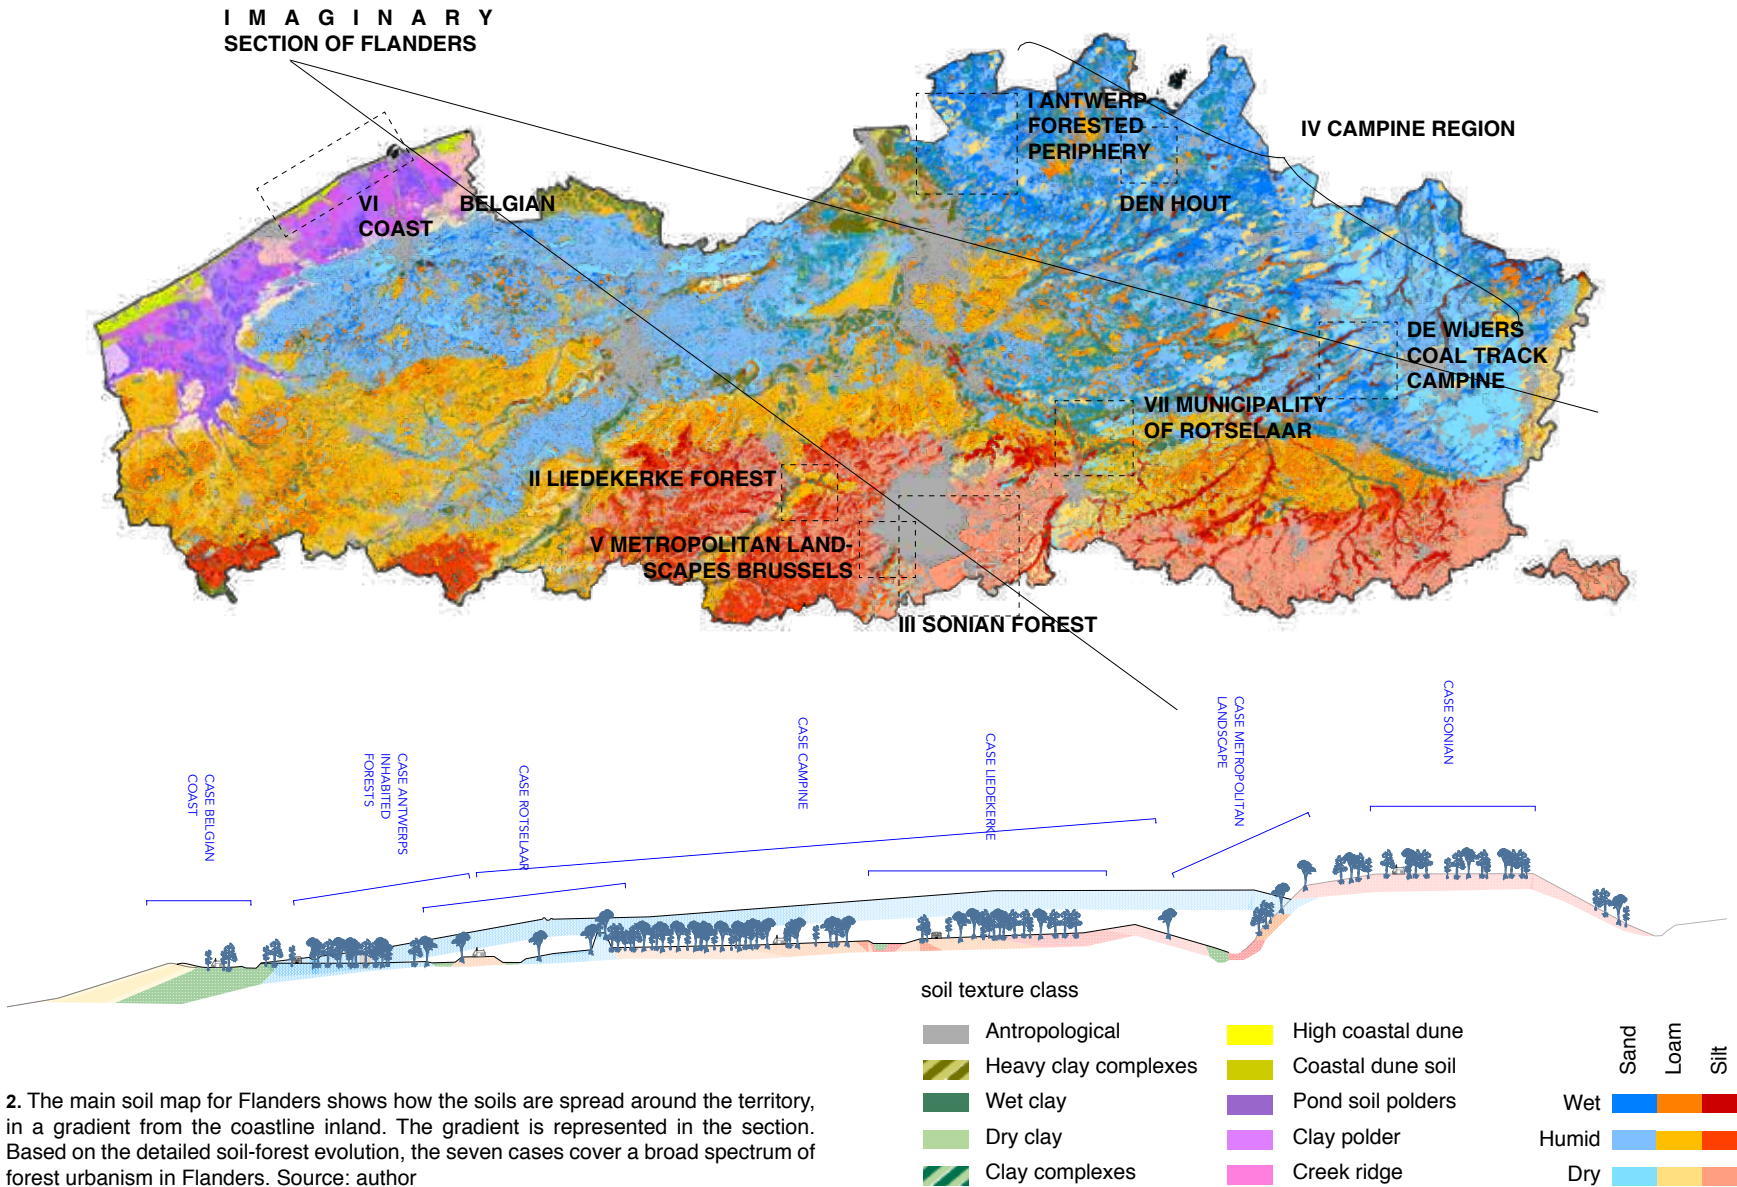 I M A G I N A R Y
SECTION OF FLANDERS
I ANTWERP
FORESTED
PERIPHERY
IV CAMPINE REGION
DEN HOUT
VI BELGIAN
COAST
DE WIJERS
COAL TRACK
CAMPINE
VII MUNICIPALITY
OF ROTSELAAR
II LIEDEKERKE FOREST
V METROPOLITAN LAND-
SCAPES BRUSSELS
III SONIAN FOREST
CASE BELGIAN
COAST
CASE ANTWERPS
INHABITED
FORESTS
CASE ROTSELAAR
CASE CAMPINE
CASE LIEDEKERKE
CASE METROPOLITAN
LANDSCAPE
CASE SONIAN
soil texture class
Antropological
Heavy clay complexes
Wet clay
Dry clay
Clay complexes
High coastal dune
Coastal dune soil
Pond soil polders
Clay polder
Creek ridge
Sand
Loam
Silt
Wet
Humid
Dry
2. The main soil map for Flanders shows how the soils are spread around the territory,
in a gradient from the coastline inland. The gradient is represented in the section.
Based on the detailed soil-forest evolution, the seven cases cover a broad spectrum of
forest urbanism in Flanders. Source: author